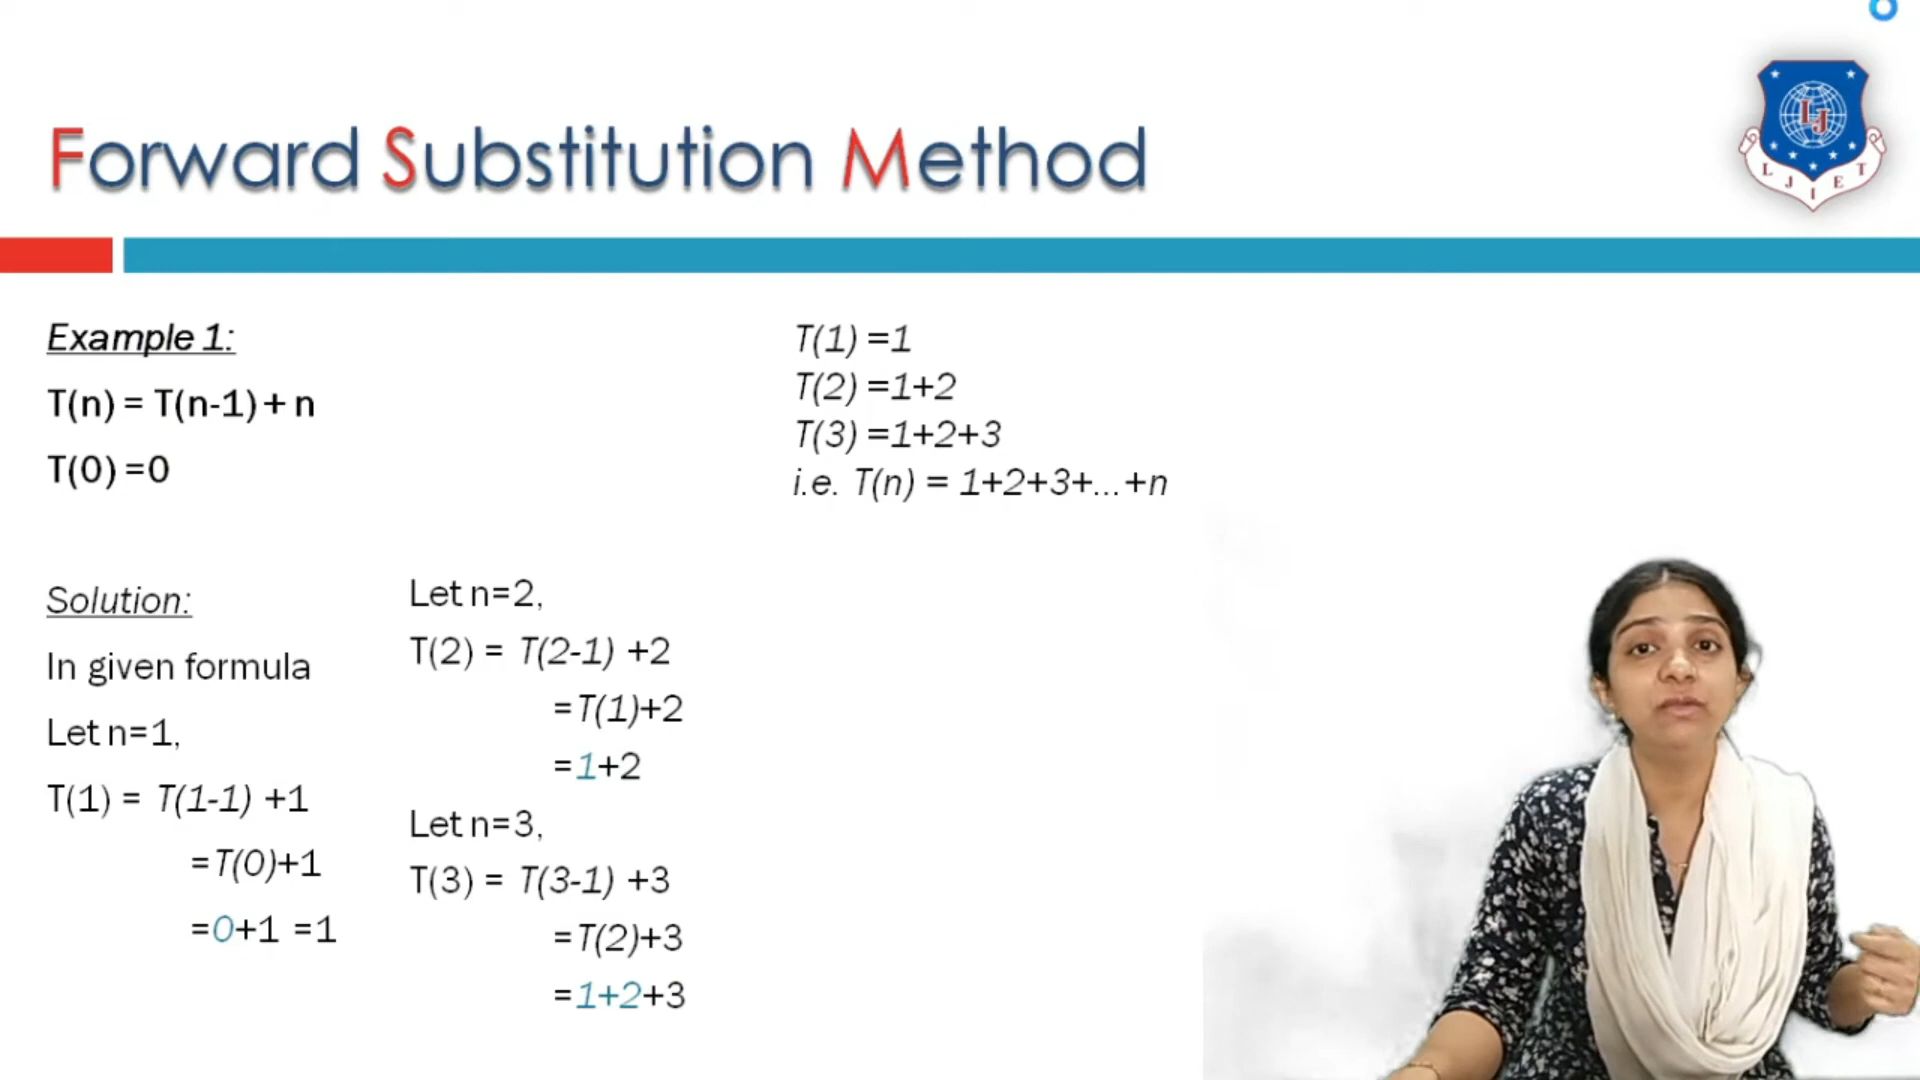 Forward Substitution Method
L J I E T
LJ
Example 1:
T(n) = T(n-1) + n
T(0) =0
T(1) =1
T(2) =1+2
T(3) =1+2+3
i.e. T(n) = 1+2+3+...+n
Solution:
In given formula
Let n=1,
T(1) = T(1-1) +1
=T(0)+1
=0+1 =1
Let n=2,
T(2) = T(2-1) +2
=T(1)+2
=1+2
Let n=3,
T(3) = T(3-1) +3
=T(2)+3
=1+2+3